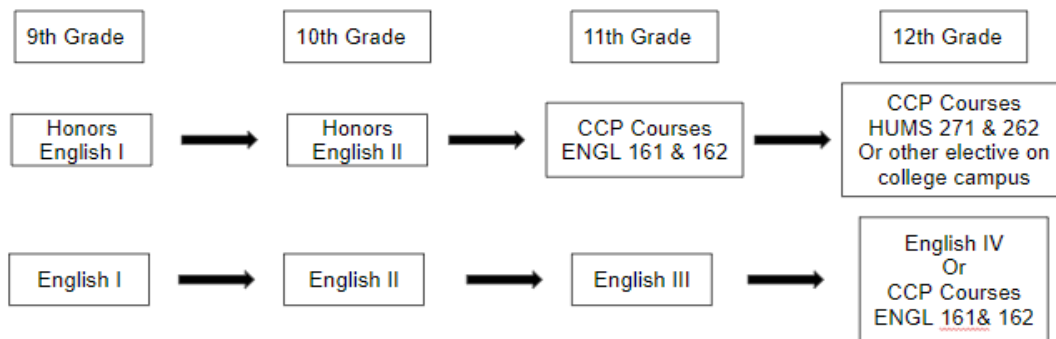 9th Grade
10th Grade
11th Grade
12th Grade
Honors
English I
Honors
English II
CCP Courses
ENGL 161 & 162
CCP Courses
HUMS 271 & 262
Or other elective on
college campus
English I
English II
English III
English IV
Or
CCP Courses
ENGL 161& 162